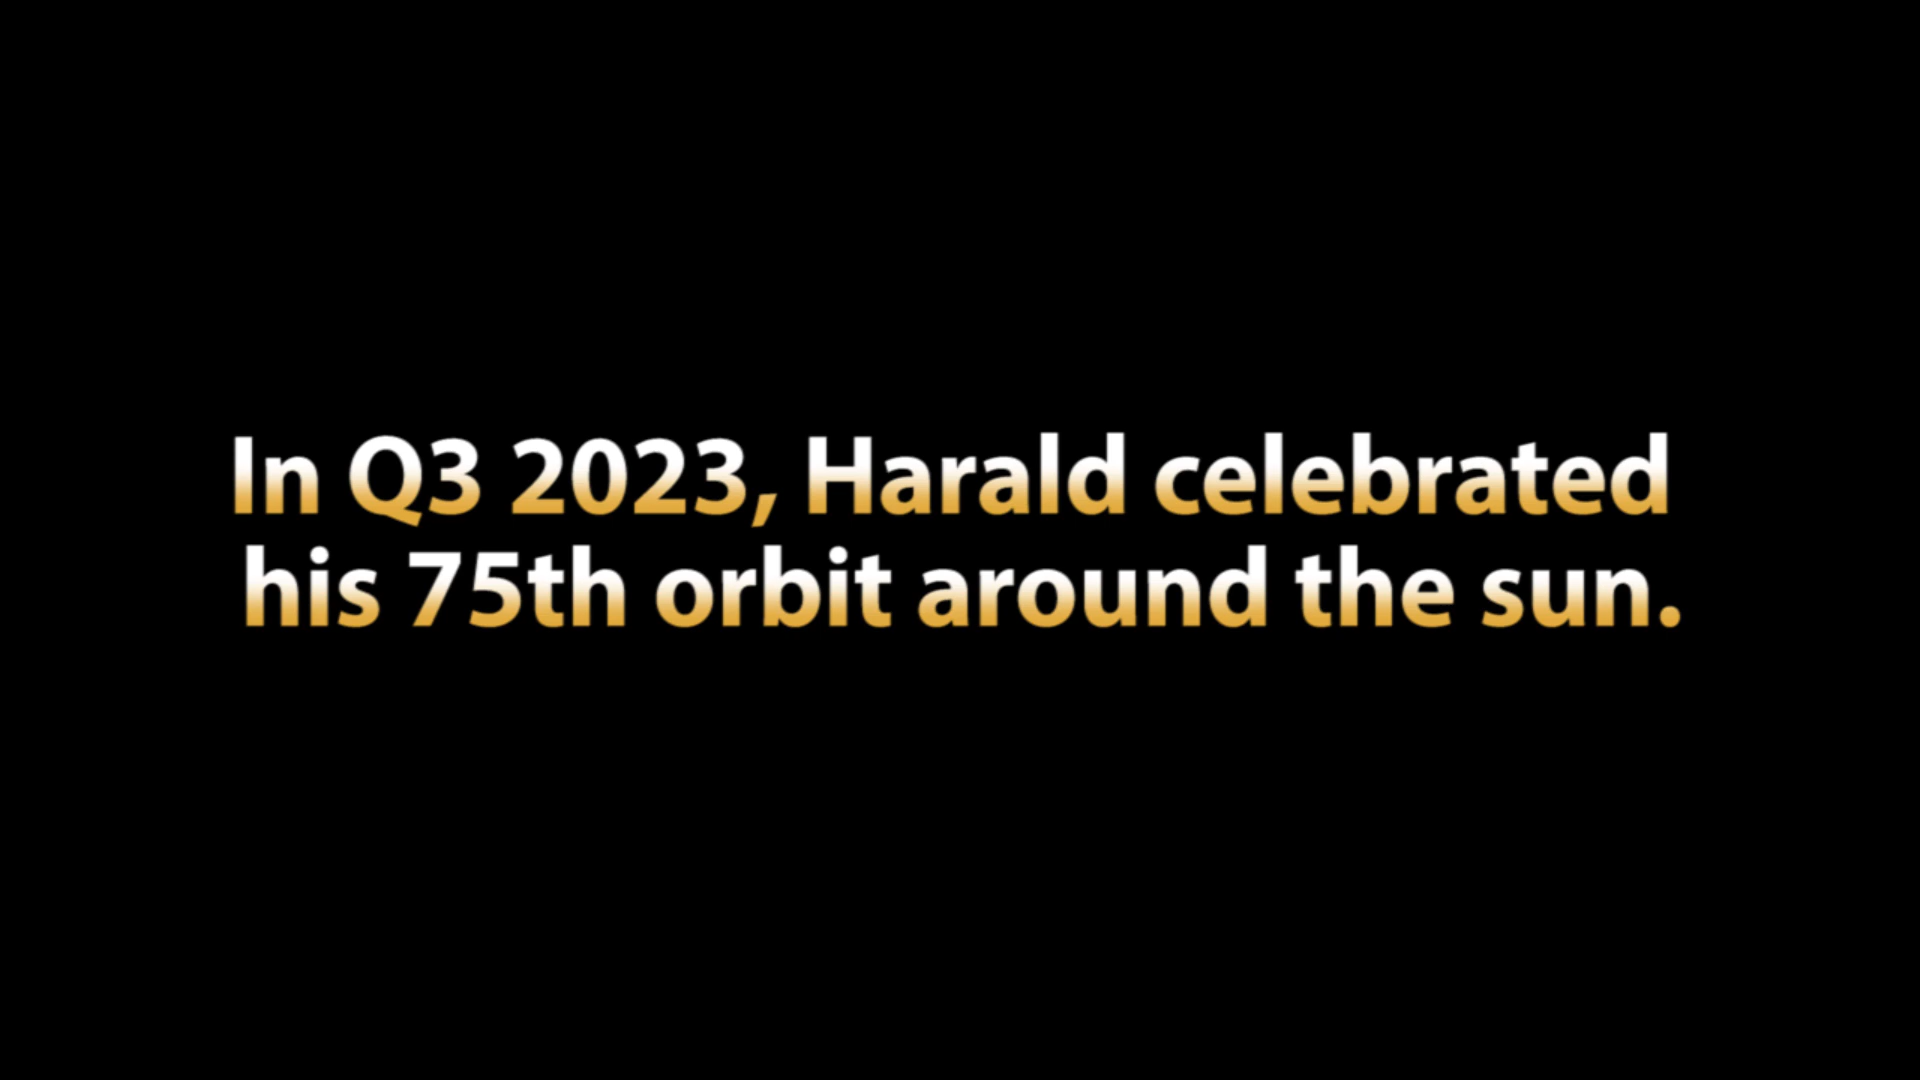 In Q3 2023, Harald celebrated
his 75th orbit around the sun.